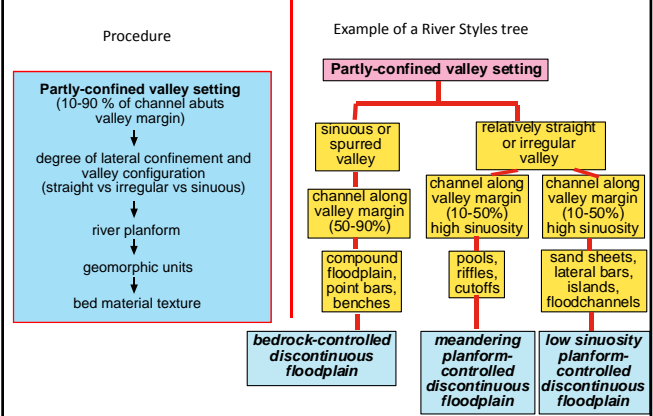 Procedure
Partly-confined valley setting
(10-90 % of channel abuts
valley margin)
degree of lateral confinement and
valley configuration
(straight vs irregular vs sinuous)
river planform
geomorphic units
bed material texture
Example of a River Styles tree
Partly-confined valley setting
sinuous or
spurred
valley
relatively straight
or irregular
valley
channel along
valley margin
(50-90%)
channel along
valley margin
(10-50%)
high sinuosity
channel along
valley margin
(10-50%)
high sinuosity
compound
floodplain,
point bars,
benches
pools,
riffles,
cutoffs
sand sheets,
lateral bars,
islands,
floodchannels
bedrock-controlled
discontinuous
floodplain
meandering
planform-
controlled
discontinuous
floodplain
low sinuosity
planform-
controlled
discontinuous
floodplain